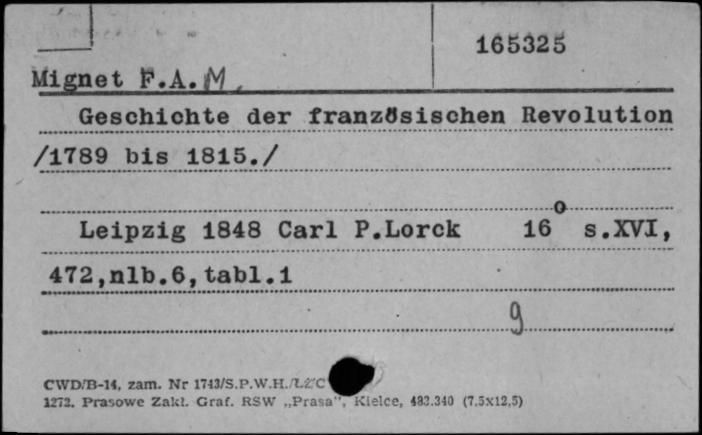 165325
Mignet F.A.M.
Geschichte der französischen Revolution
/1789 bis 1815./
Leipzig 1848 Carl P.Lorck 16° s.XVI,
472,nlb.6,tabl.1
9
CWD/B-14, zam. Nr 1743/S.P.W.H./
1272. Prasowe Zakł. Graf. RSW „Prasa”, Kielce, 482.340 (7,5x12,5)